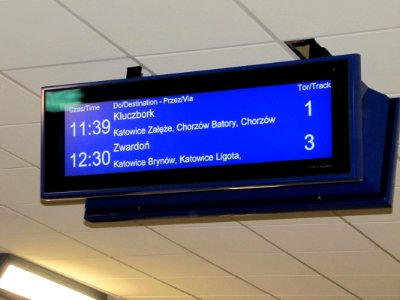 Czas/Time Do/Destination - Przez/Via Tor/Track
11:39 Kluczbork 1
Katowice Załęże, Chorzów Batory, Chorzów
12:30 Zwardoń 3
Katowice Brynów, Katowice Ligota,